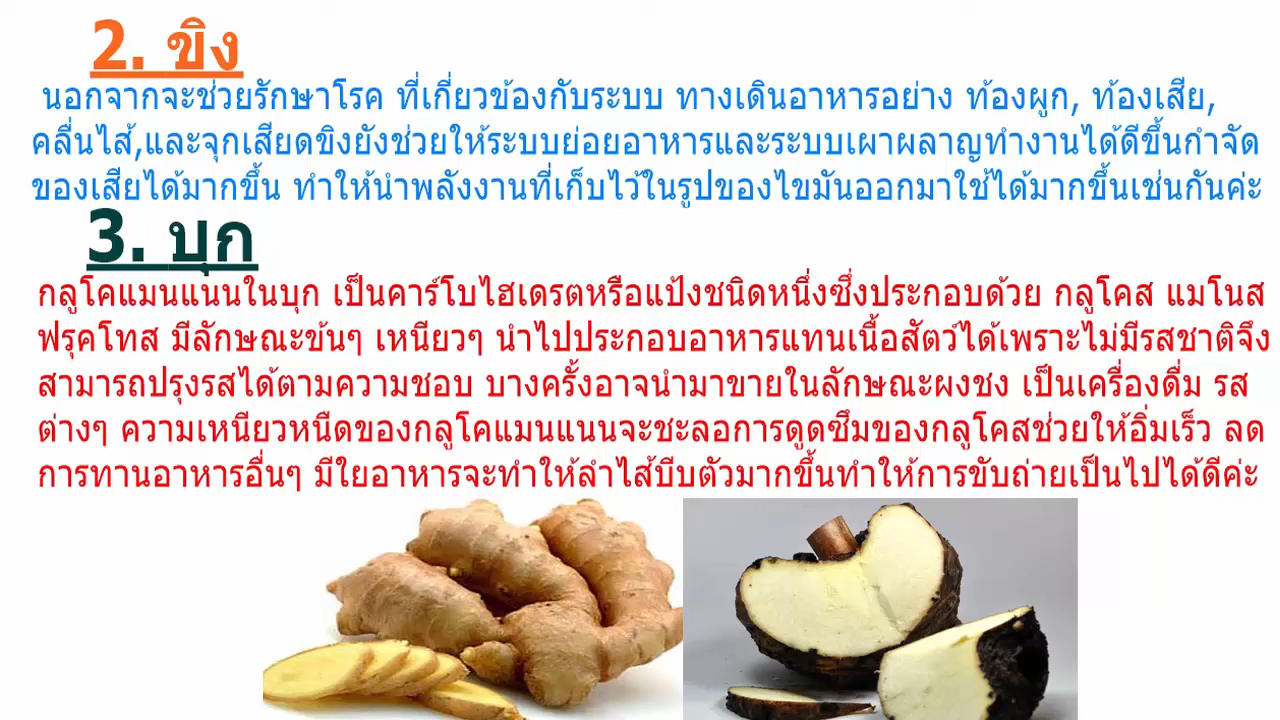 2. ขิง
นอกจากจะช่วยรักษาโรค ที่เกี่ยวข้องกับระบบ ทางเดินอาหารอย่าง ท้องผูก, ท้องเสีย,
คลื่นไส้,และจุกเสียดขิงยังช่วยให้ระบบย่อยอาหารและระบบเผาผลาญทำงานได้ดีขึ้นกำจัด
ของเสียได้มากขึ้น ทำให้นำพลังงานที่เก็บไว้ในรูปของไขมันออกมาใช้ได้มากขึ้นเช่นกันค่ะ
3. บุก
กลูโคแมนแนนในบุก เป็นคาร์โบไฮเดรตหรือแป้งชนิดหนึ่งซึ่งประกอบด้วย กลูโคส แมโนส
ฟรุคโทส มีลักษณะข้นๆ เหนียวๆ นำไปประกอบอาหารแทนเนื้อสัตว์ได้เพราะไม่มีรสชาติจึง
สามารถปรุงรสได้ตามความชอบ บางครั้งอาจนำมาขายในลักษณะผงชง เป็นเครื่องดื่ม รส
ต่างๆ ความเหนียวหนืดของกลูโคแมนแนนจะชะลอการดูดซึมของกลูโคสช่วยให้อิ่มเร็ว ลด
การทานอาหารอื่นๆ มีใยอาหารจะทำให้ลำไส้บีบตัวมากขึ้นทำให้การขับถ่ายเป็นไปได้ดีค่ะ